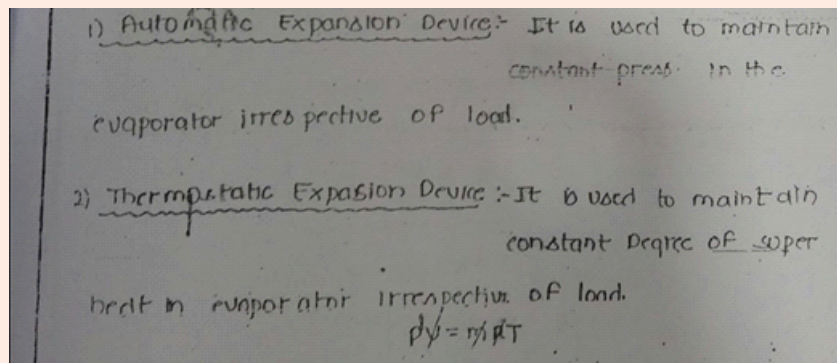 1) Automatic Expansion Device :- It is used to maintain
constant press. in the
evaporator irrespective of load.
2) Thermostatic Expasion Device :- It is used to maintain
constant Degree of super
heat in evaporator irrespective of load.
pv = mRT